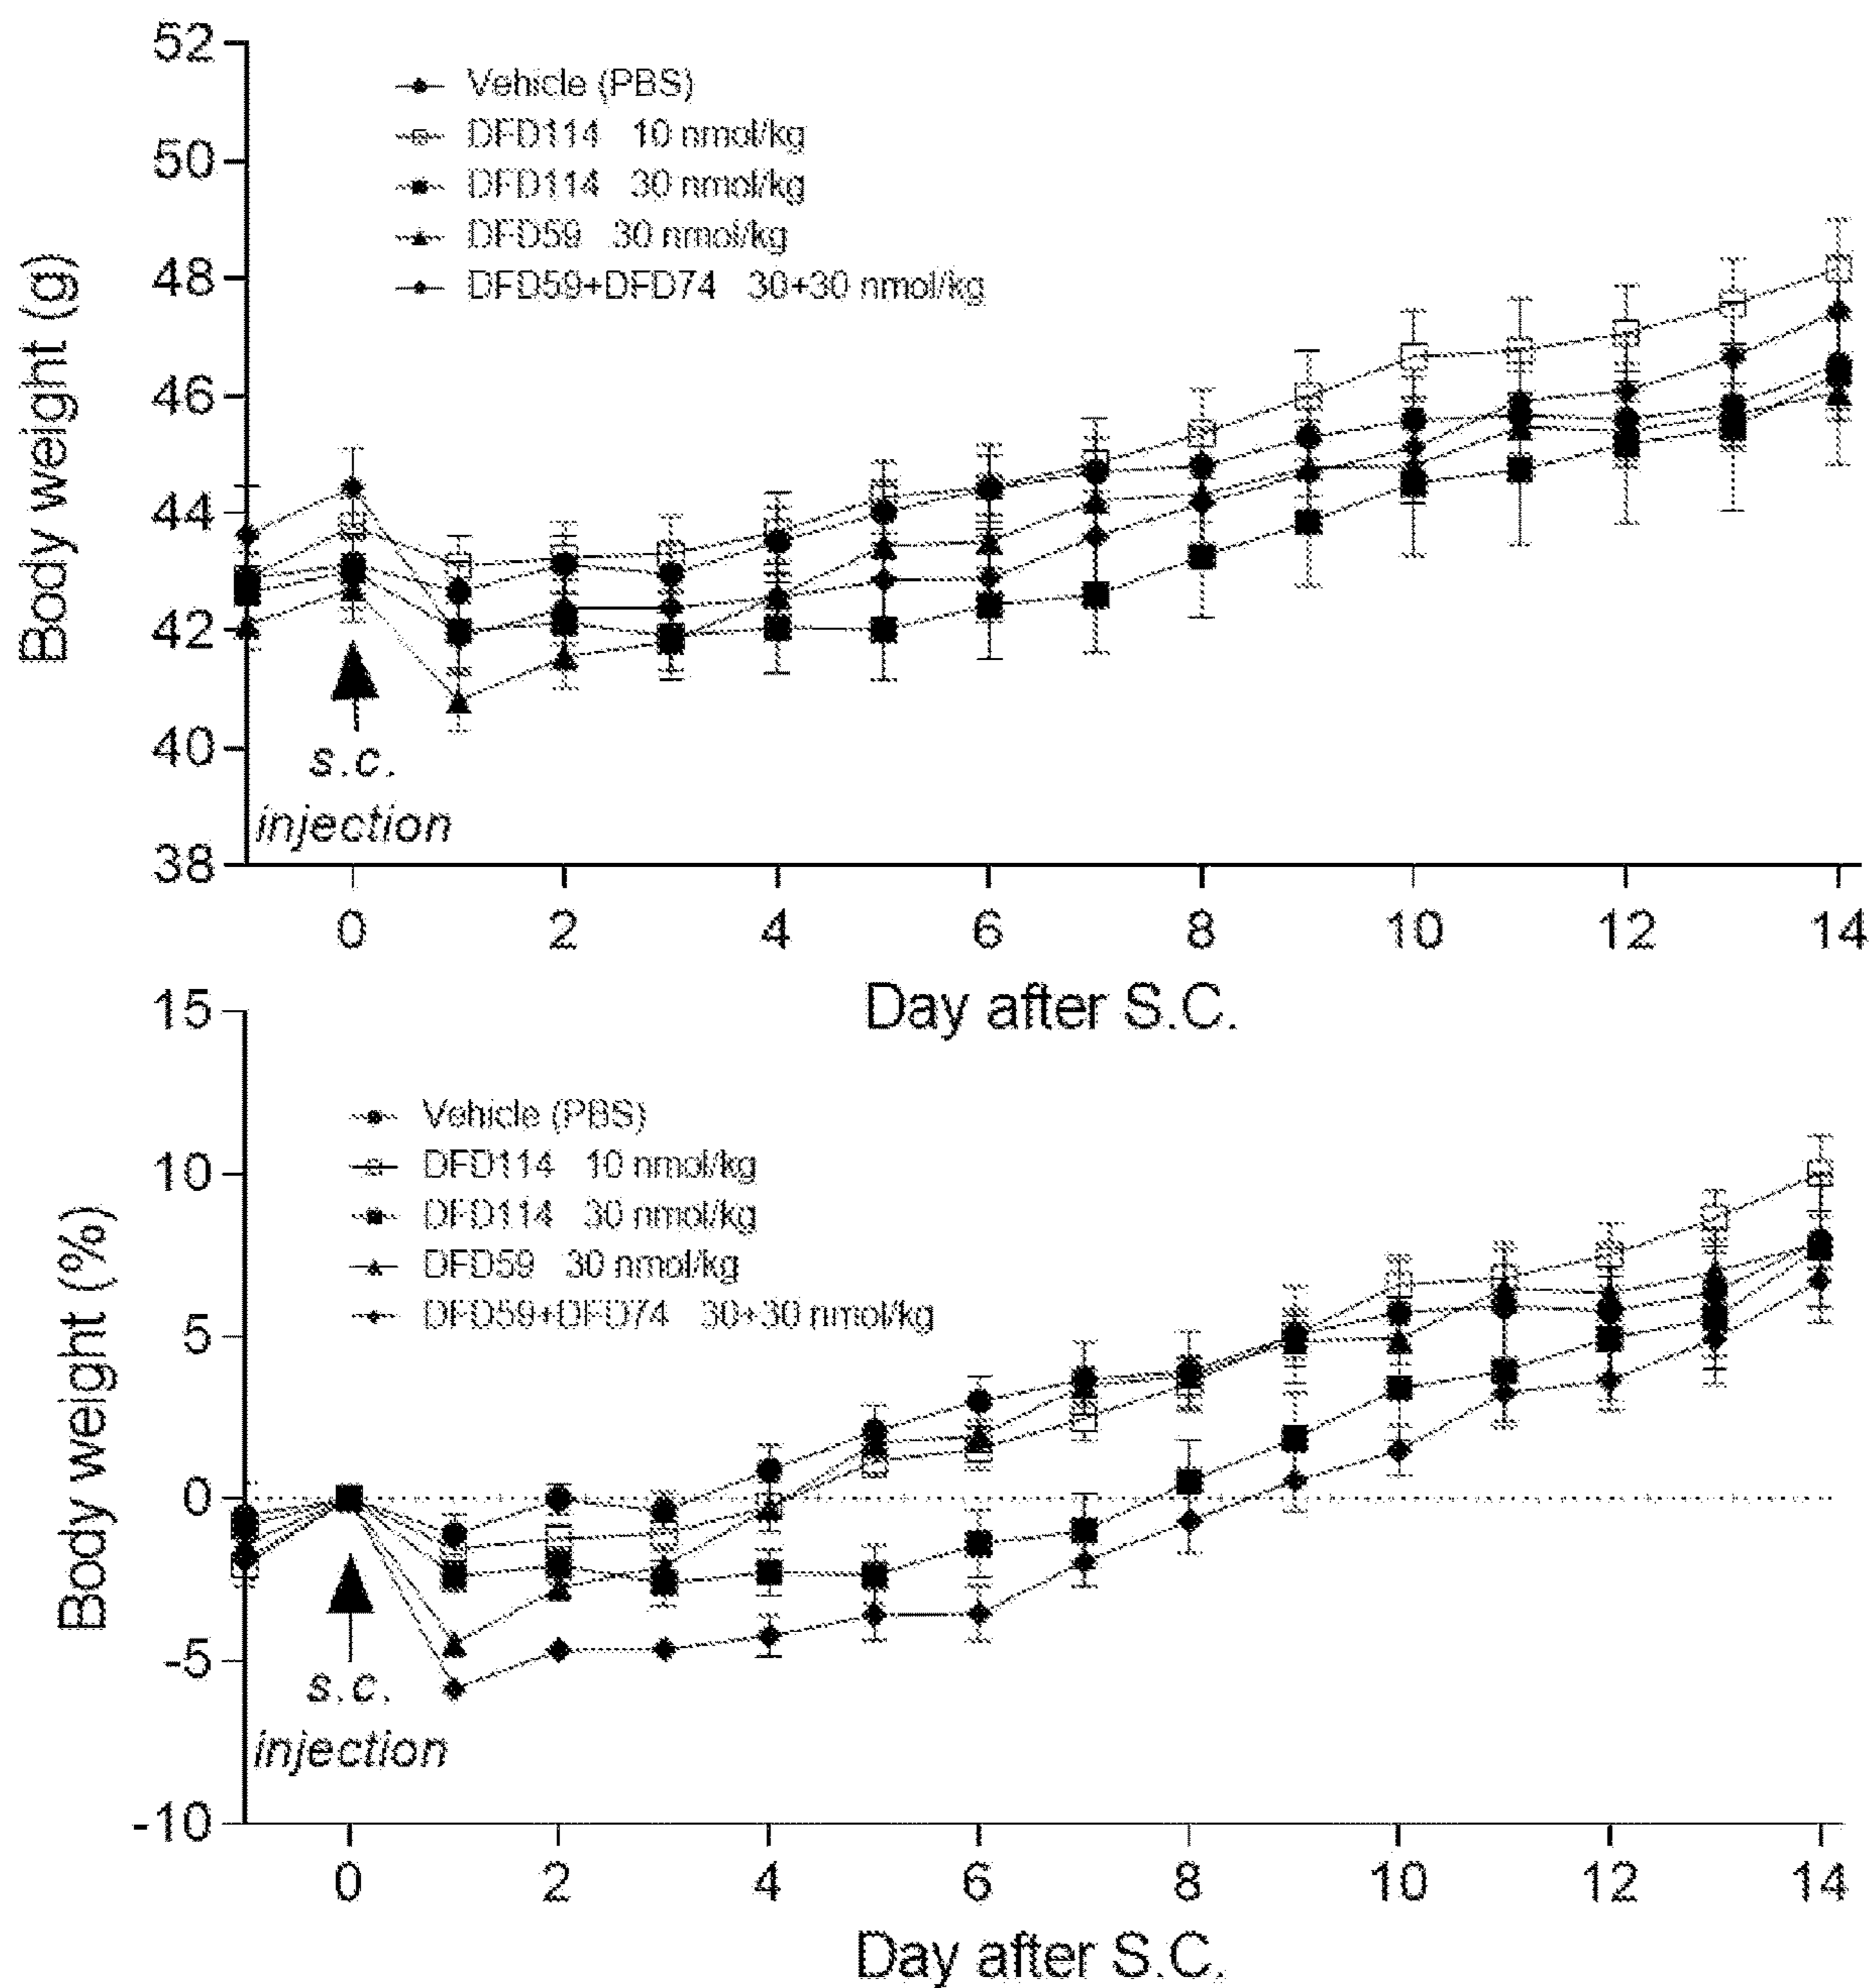 52
50
48
46
44
42
40
38
Body weight (g)
Vehicle (PBS)
DFD114 10 nmol/kg
DFD114 30 nmol/kg
DFD59 30 nmol/kg
DFD59+DFD74 30+30 nmol/kg
s.c.
injection
0 2 4 6 8 10 12 14
Day after S.C.
15
10
5
0
-5
-10
Body weight (%)
Vehicle (PBS)
DFD114 10 nmol/kg
DFD114 30 nmol/kg
DFD59 30 nmol/kg
DFD59+DFD74 30+30 nmol/kg
s.c.
injection
0 2 4 6 8 10 12 14
Day after S.C.